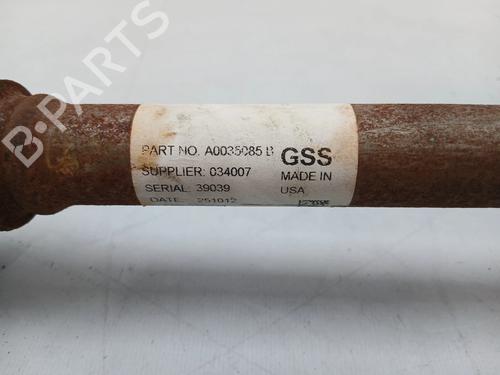 B-PARTS
PART NO. A0035085 B
SUPPLIER: 034007
SERIAL: 39039
DATE: 251012
GSS
MADE IN
USA